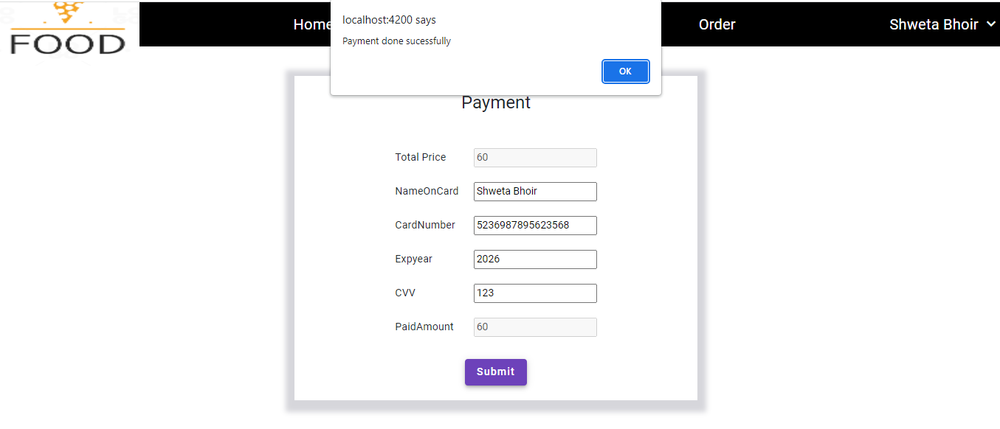 FOOD
Home
Order
Shweta Bhoir
localhost:4200 says
Payment done sucessfully
OK
Payment
Total Price 60
NameOnCard Shweta Bhoir
CardNumber 5236987895623568
Expyear 2026
CVV 123
PaidAmount 60
Submit